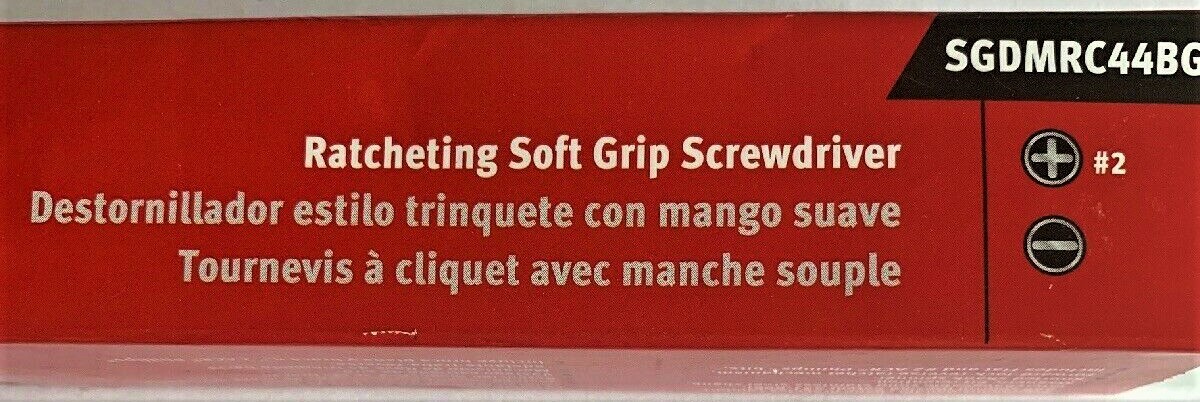 SGDMRC44BG
Ratcheting Soft Grip Screwdriver
#2
Destornillador estilo trinquete con mango suave
Tournevis à cliquet avec manche souple